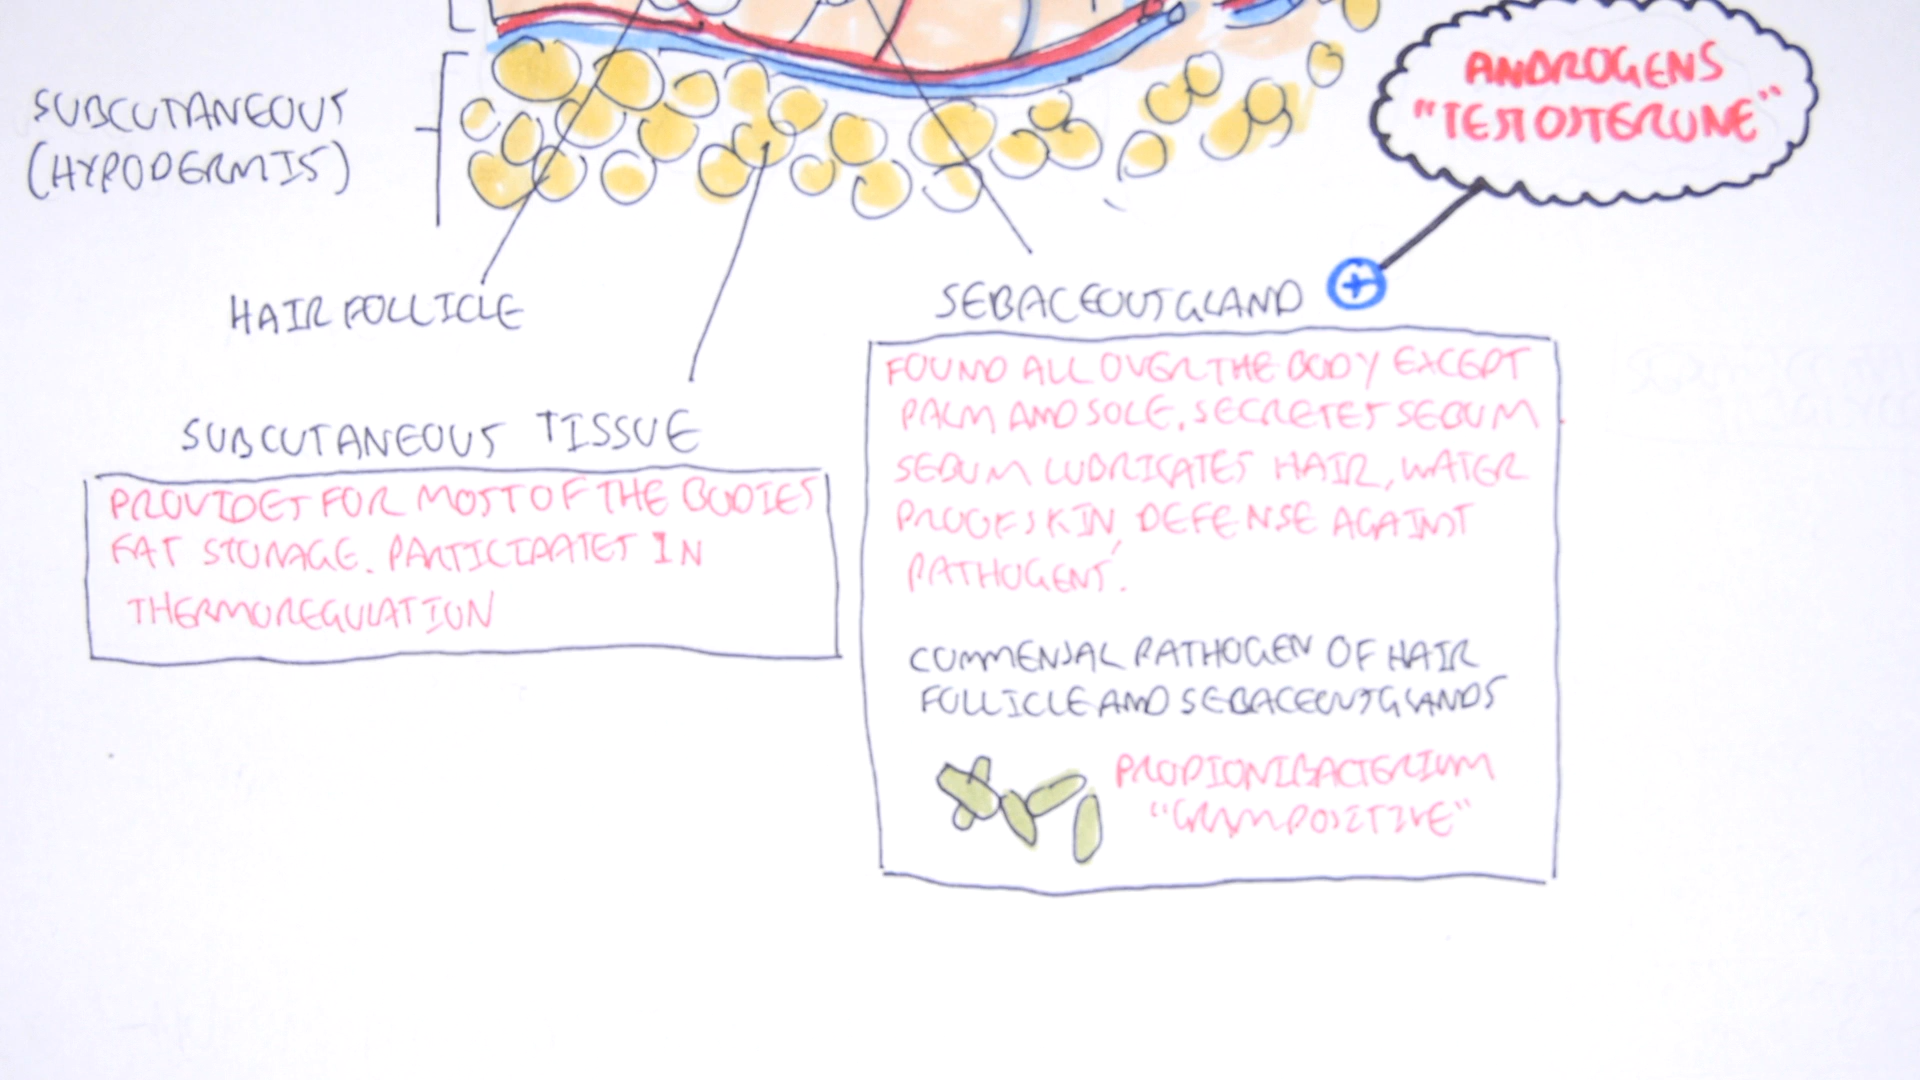 ANDROGENS
"TESTOSTERONE"
SUBCUTANEOUS
(HYPODERMIS)
HAIR FOLLICLE
SEBACEOUS GLAND +
SUBCUTANEOUS TISSUE
PROVIDES FOR MOST OF THE BODIES
FAT STORAGE. PARTICIPATES IN
THERMOREGULATION
FOUND ALL OVER THE BODY EXCEPT
PALM AND SOLE. SECRETES SEBUM.
SEBUM LUBRICATES HAIR, WATER
PROOF SKIN, DEFENSE AGAINST
PATHOGENS.
COMMENSAL PATHOGEN OF HAIR
FOLLICLE AND SEBACEOUS GLANDS
PROPIONIBACTERIUM
"GRAM POSITIVE"